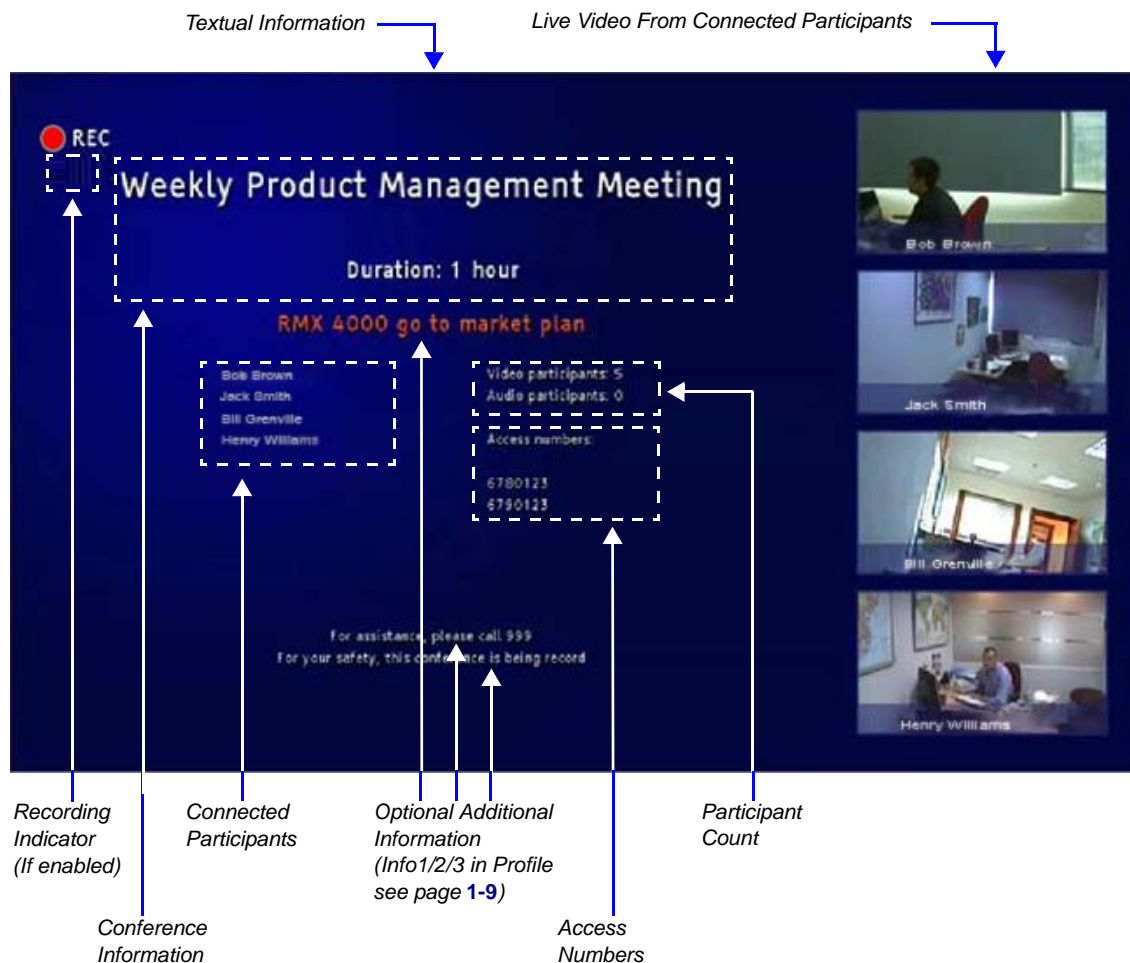 Textual Information
Live Video From Connected Participants
REC
Weekly Product Management Meeting
Duration: 1 hour
RMX 4000 go to market plan
Bob Brown
Jack Smith
Bill Grenville
Henry Williams
Video participants: 5
Audio participants: 0
Access numbers:
6780123
6790123
For assistance, please call 999
For your safety, this conference is being record
Bob Brown
Jack Smith
Bill Grenville
Henry Williams
Recording
Indicator
(If enabled)
Connected
Participants
Optional Additional
Information
(Info1/2/3 in Profile
see page 1-9)
Participant
Count
Conference
Information
Access
Numbers